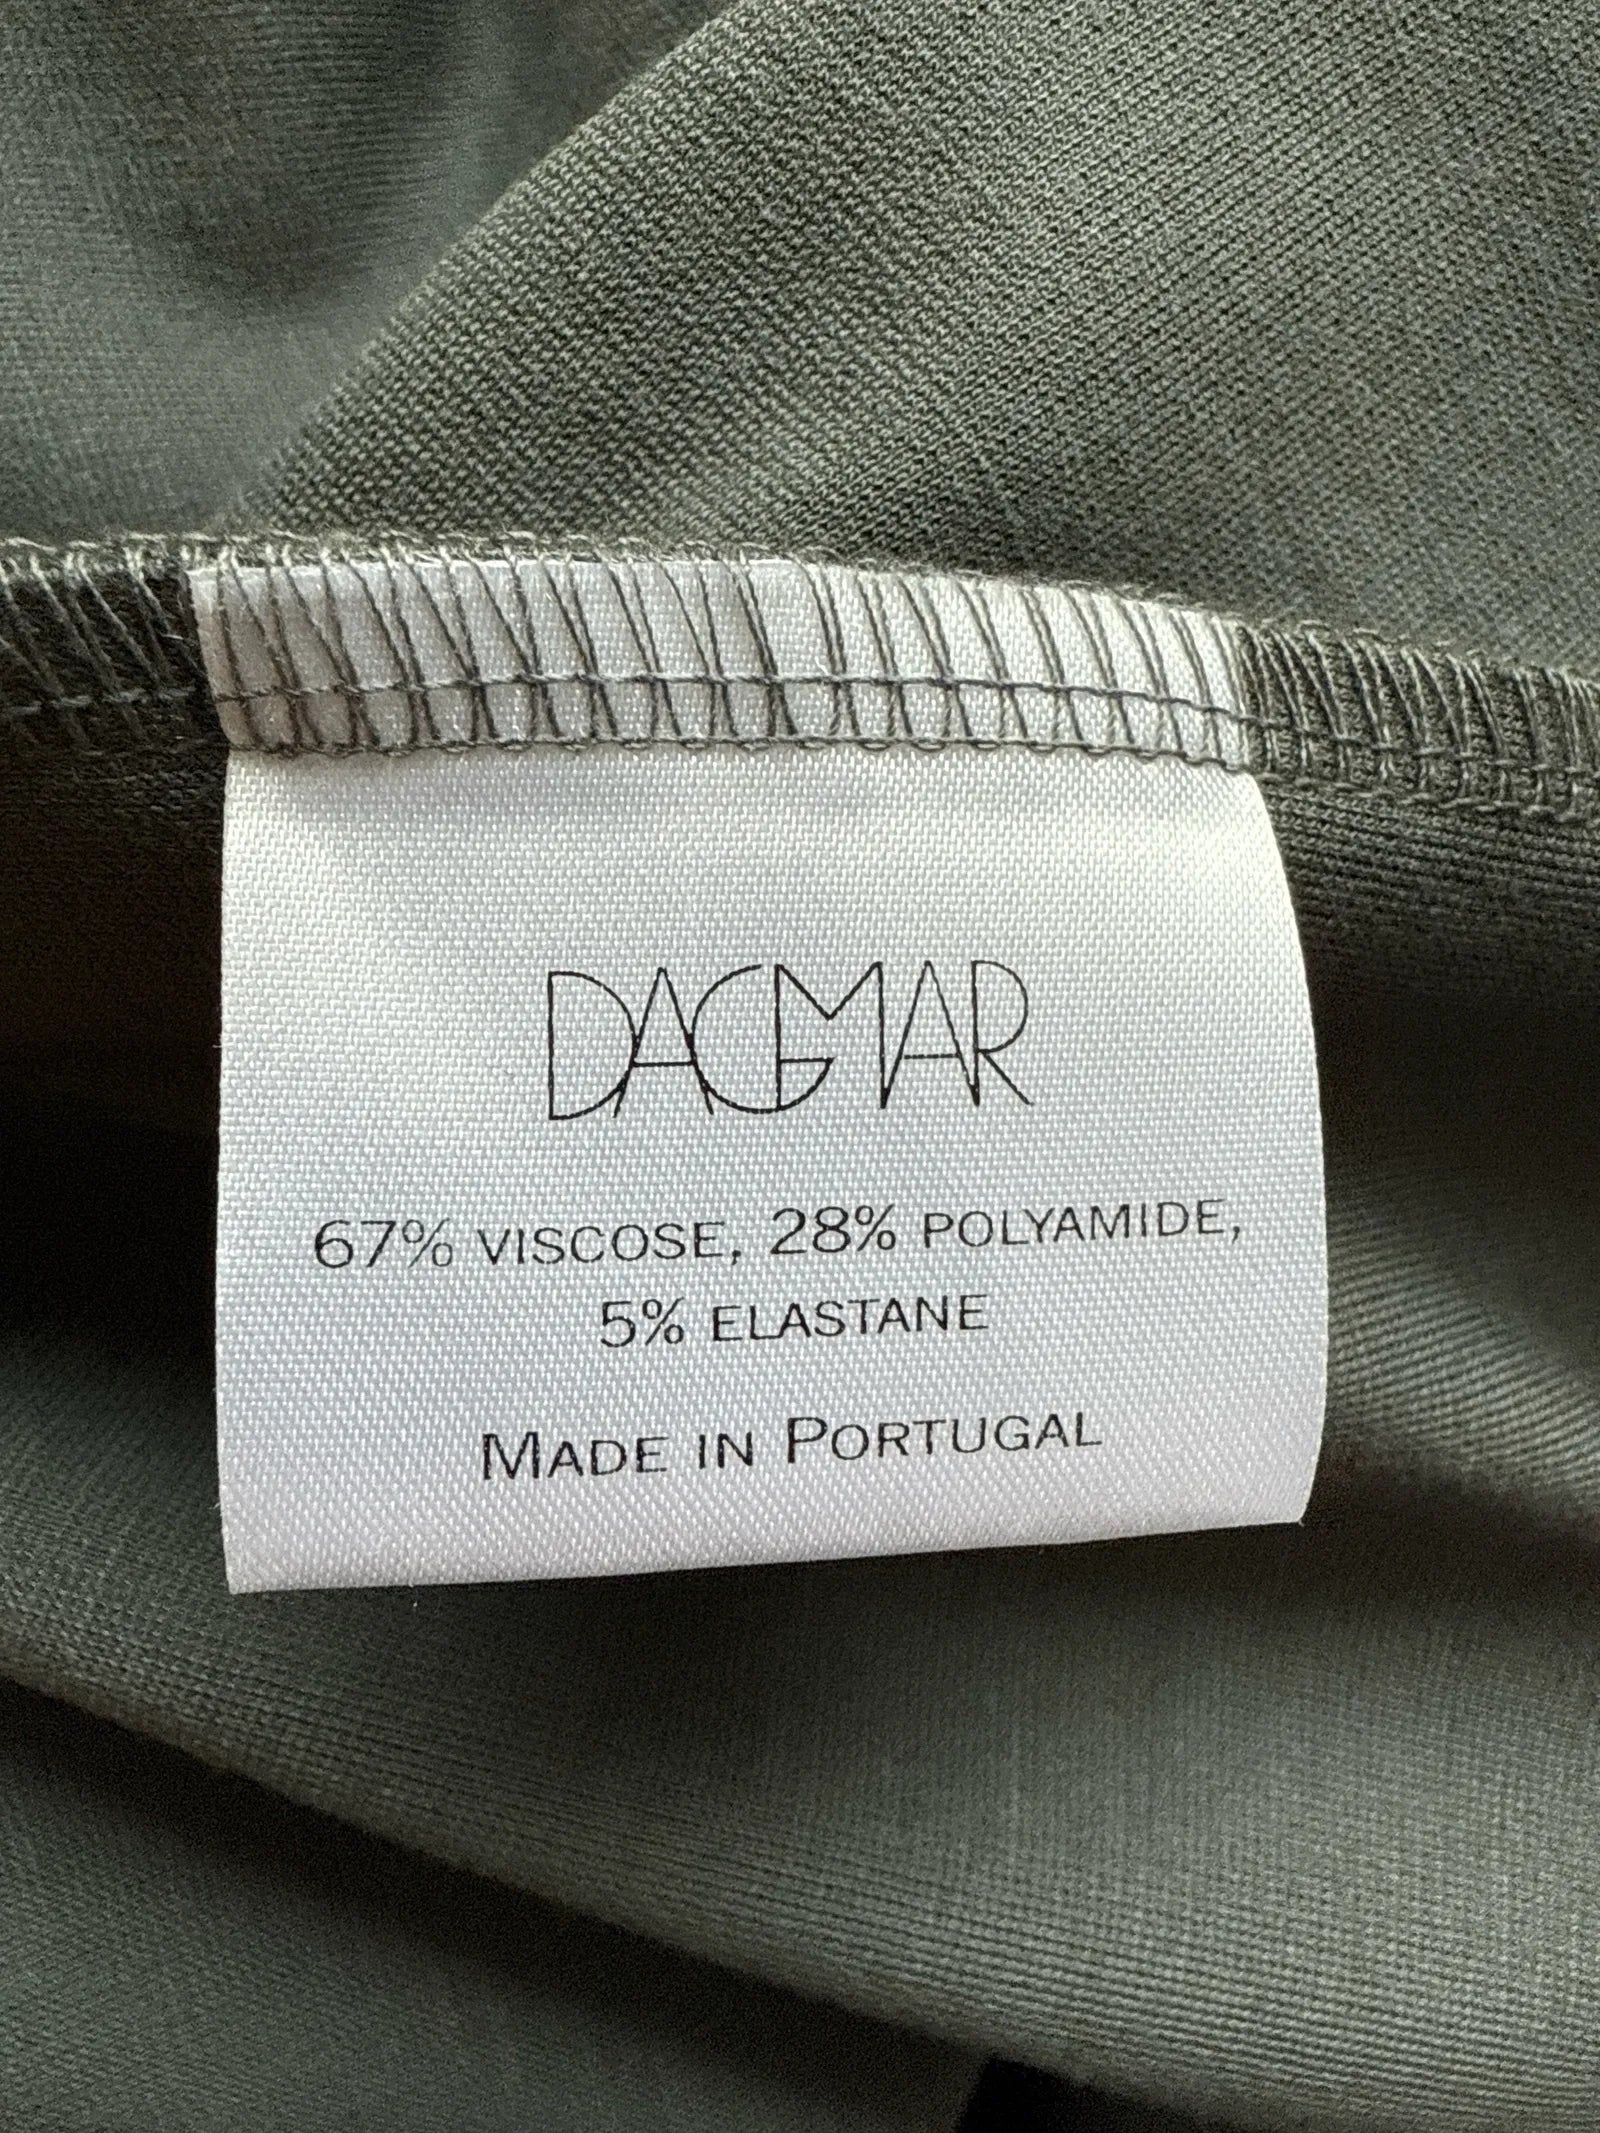 DAGMAR
67% VISCOSE, 28% POLYAMIDE,
5% ELASTANE
MADE IN PORTUGAL